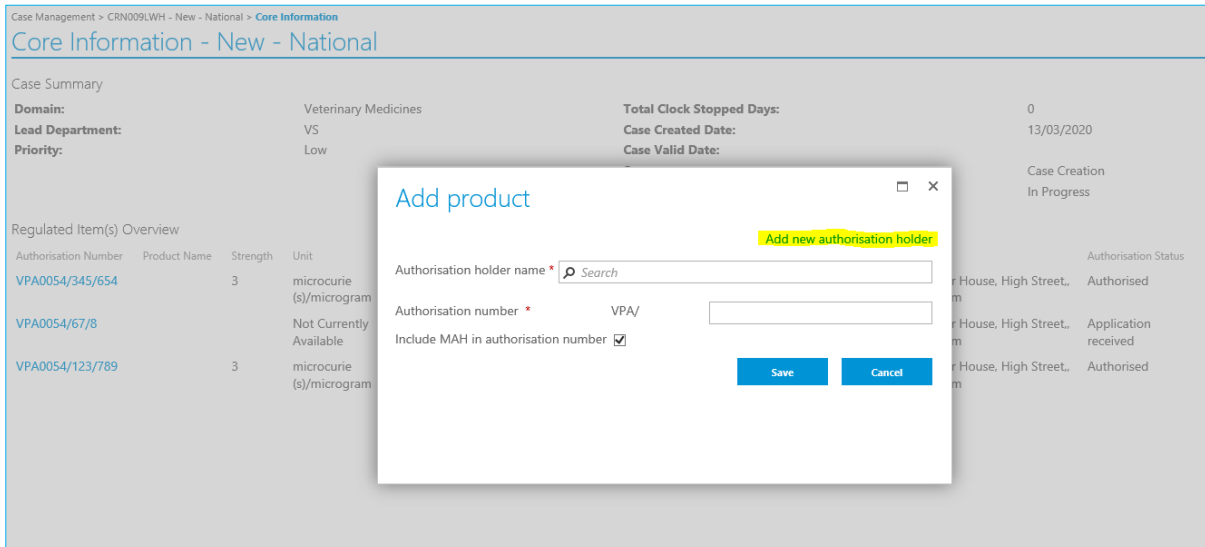 Case Management > CRN009LWH - New - National > Core Information
Core Information - New - National
Case Summary
Domain: Veterinary Medicines Total Clock Stopped Days: 0
Lead Department: VS Case Created Date: 13/03/2020
Priority: Low Case Valid Date:
Case Creation
In Progress
Add product
Add new authorisation holder
Authorisation holder name * Search
Authorisation number * VPA/
Include MAH in authorisation number
Save Cancel
Regulated Item(s) Overview
Authorisation Number Product Name Strength Unit Authorisation Status
VPA0054/345/654 3 microcurie r House, High Street,, Authorised
(s)/microgram m
VPA0054/67/8 Not Currently r House, High Street,, Application
Available m received
VPA0054/123/789 3 microcurie r House, High Street,, Authorised
(s)/microgram m